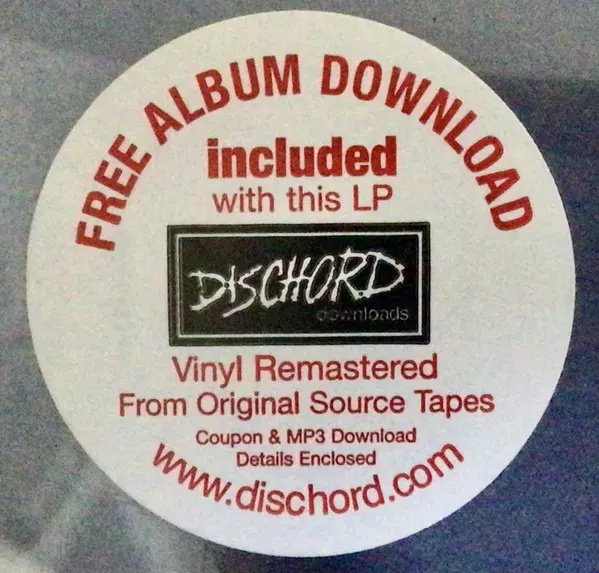 FREE ALBUM DOWNLOAD
included
with this LP
DISCHORD
downloads
Vinyl Remastered
From Original Source Tapes
Coupon & MP3 Download
Details Enclosed
www.dischord.com